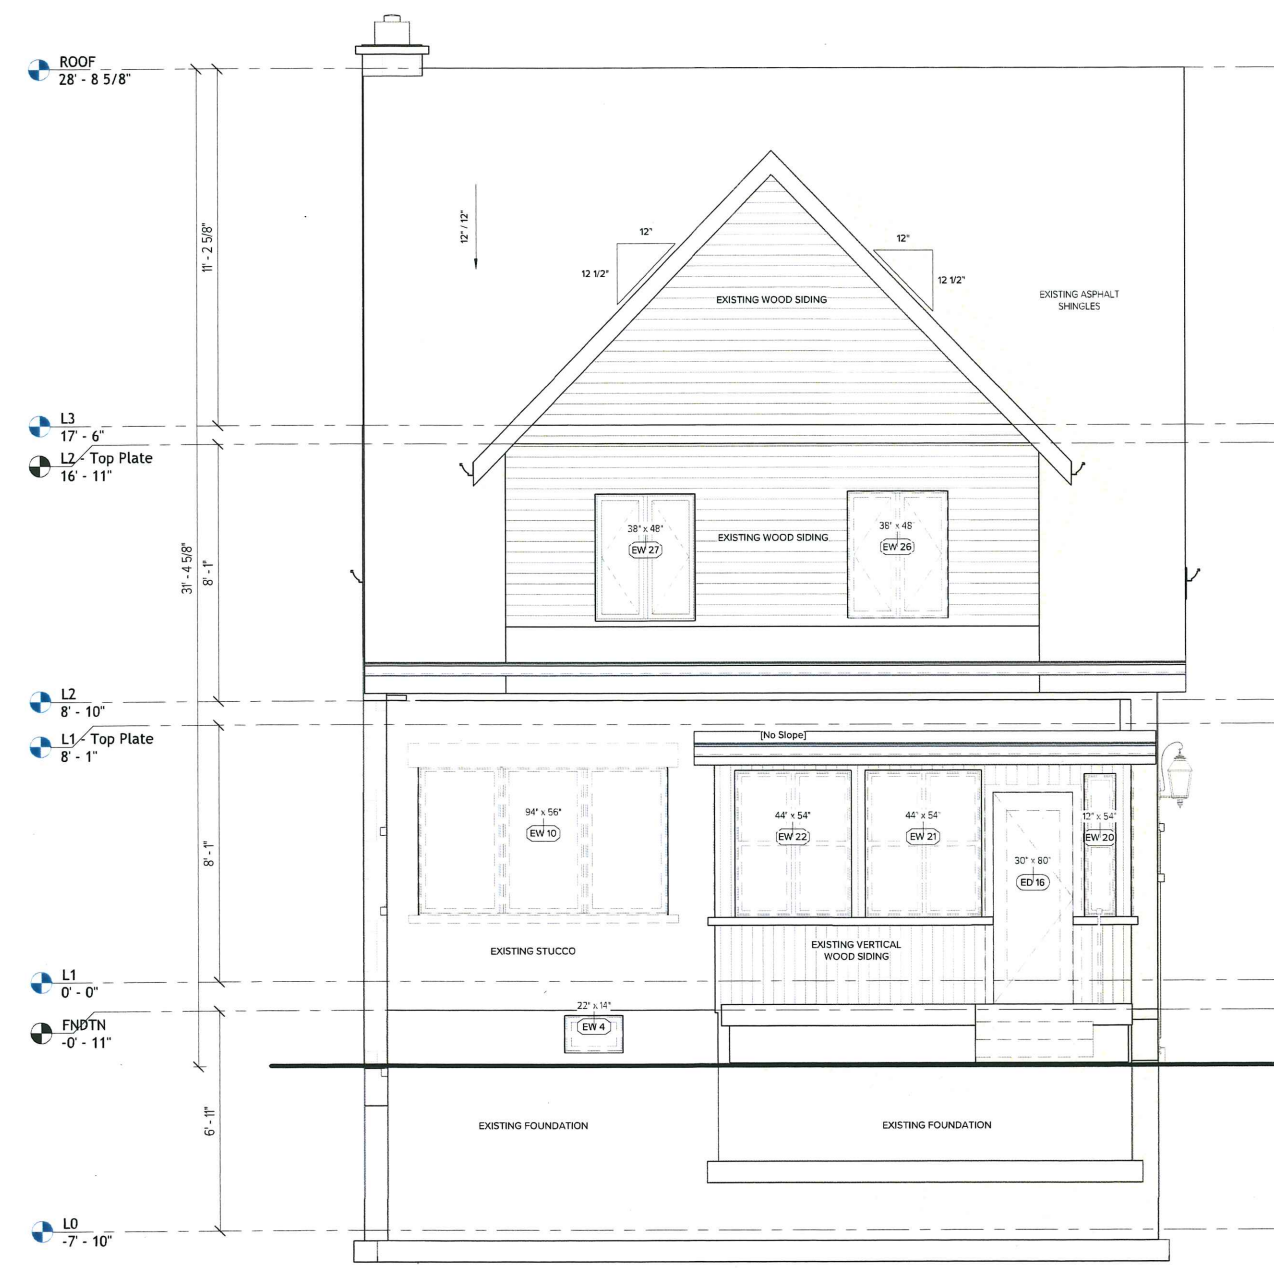 ROOF
28' - 8 5/8"
12" / 12"
11' - 2 5/8"
12"
12 1/2"
12"
12 1/2"
EXISTING WOOD SIDING
EXISTING ASPHALT
SHINGLES
L3
17' - 6"
L2 - Top Plate
16' - 11"
31' - 4 5/8"
8' - 1"
38" x 48"
EW 27
EXISTING WOOD SIDING
38" x 48"
EW 26
L2
8' - 10"
L1 - Top Plate
8' - 1"
[No Slope]
94" x 56"
EW 10
44" x 54"
EW 22
44" x 54"
EW 21
12" x 54"
EW 20
30" x 80"
ED 16
8' - 1"
EXISTING STUCCO
EXISTING VERTICAL
WOOD SIDING
L1
0' - 0"
22" x 14"
EW 4
FNDTN
-0' - 11"
6' - 11"
EXISTING FOUNDATION
EXISTING FOUNDATION
L0
-7' - 10"